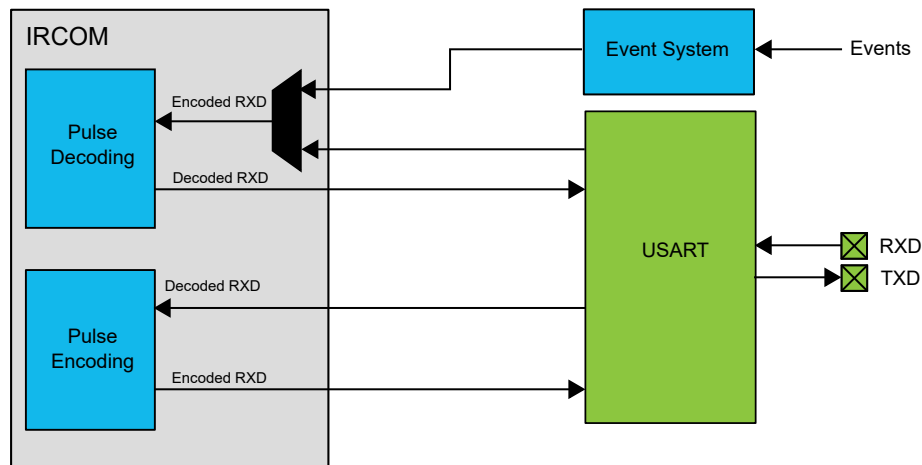 IRCOM
Event System
Events
Encoded RXD
Pulse
Decoding
Decoded RXD
USART
RXD
TXD
Decoded RXD
Pulse
Encoding
Encoded RXD